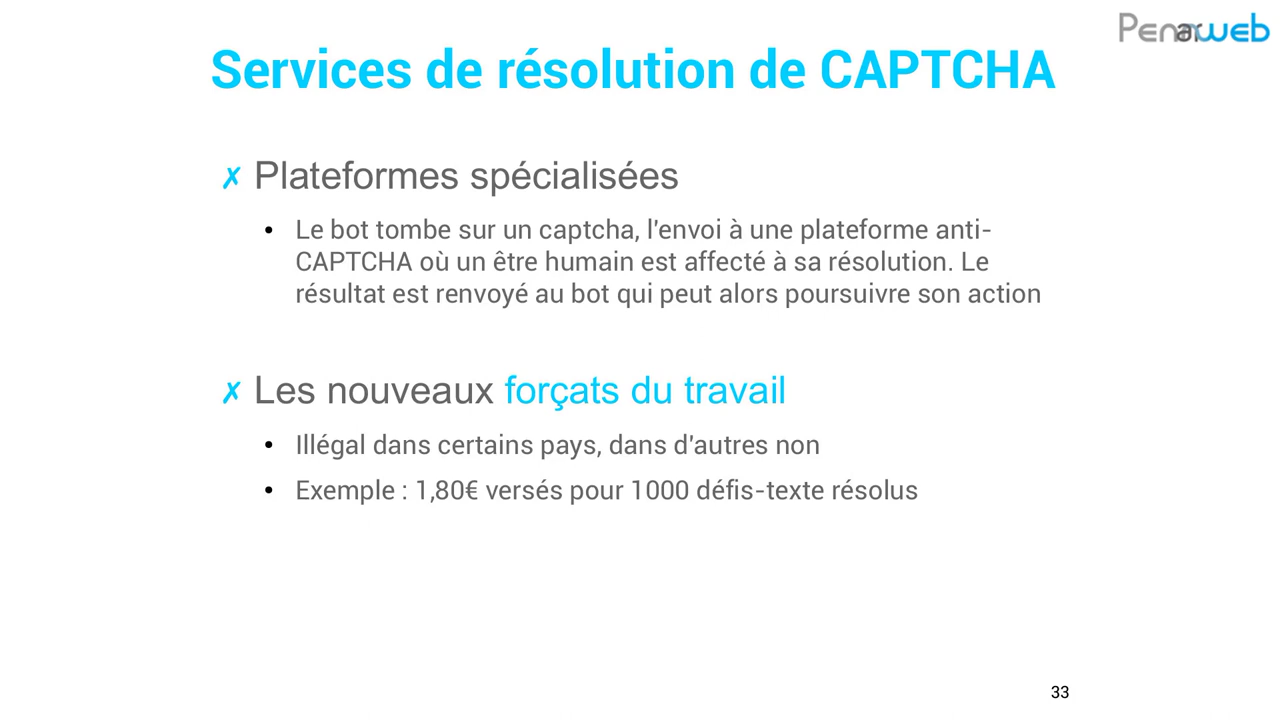 Penarweb
Services de résolution de CAPTCHA
✗ Plateformes spécialisées
• Le bot tombe sur un captcha, l'envoi à une plateforme anti-
CAPTCHA où un être humain est affecté à sa résolution. Le
résultat est renvoyé au bot qui peut alors poursuivre son action
✗ Les nouveaux forçats du travail
• Illégal dans certains pays, dans d'autres non
• Exemple : 1,80€ versés pour 1000 défis-texte résolus
33